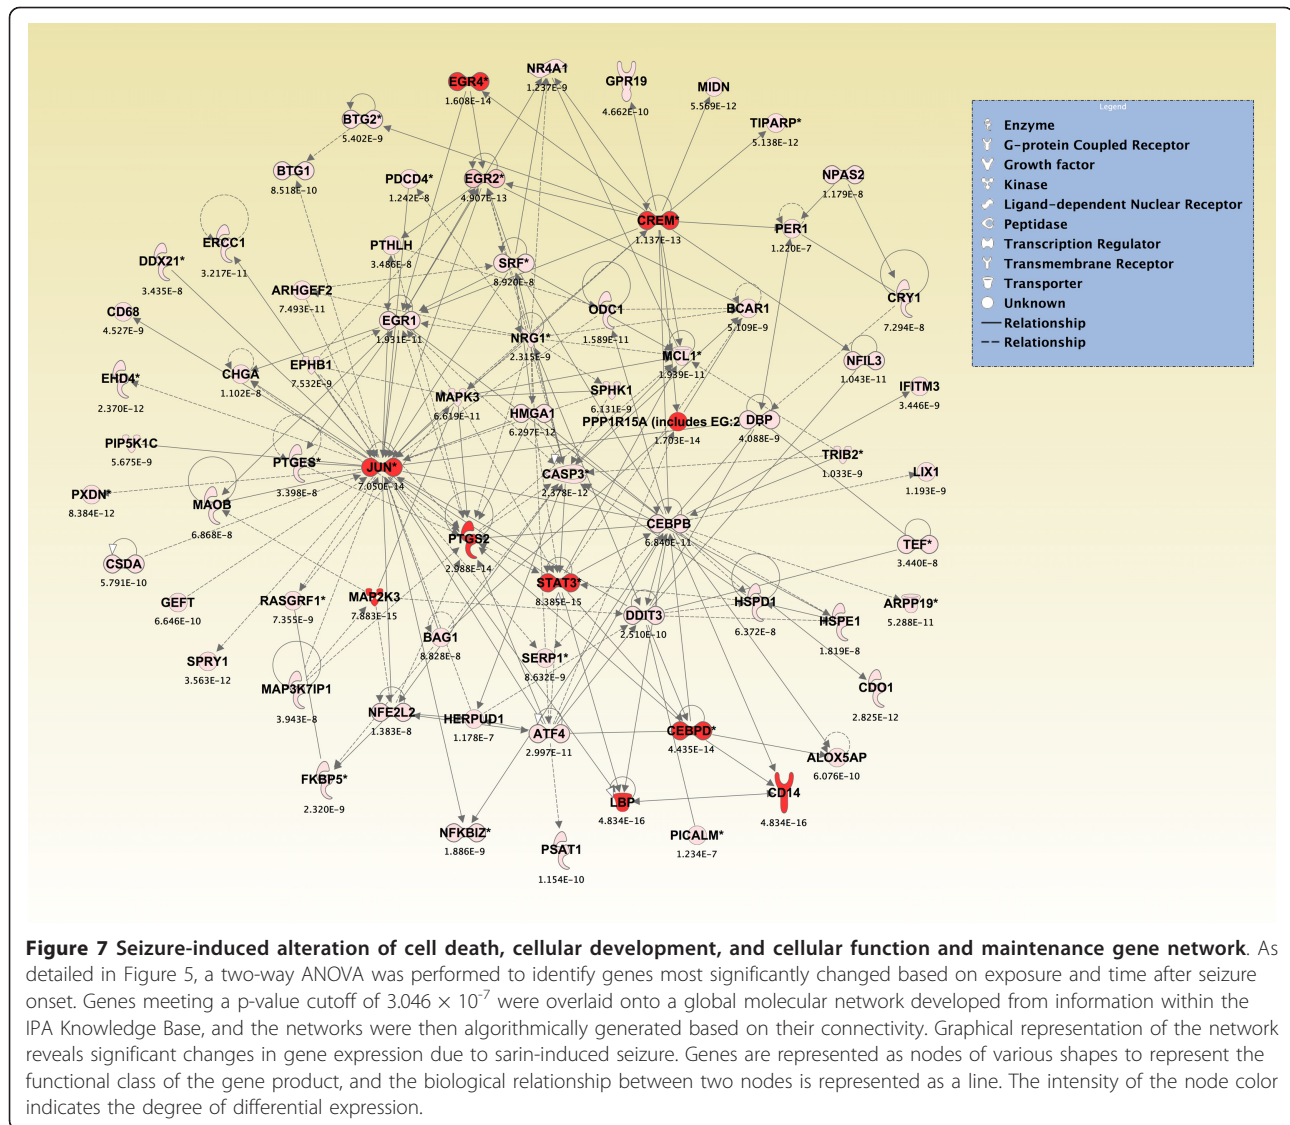 EGR4*
1.608E-14
NR4A1
1.237E-9
GPR19
4.662E-10
MIDN
5.569E-12
TIPARP*
5.138E-12
BTG2*
5.402E-9
BTG1
8.518E-10
PDCD4*
1.242E-8
EGR2*
4.907E-13
NPAS2
1.179E-8
CREM*
1.137E-13
PER1
1.220E-7
ERCC1
3.217E-11
DDX21*
3.435E-8
PTHLH
3.486E-8
SRF*
8.920E-8
ARHGEF2
7.493E-11
CRY1
7.294E-8
CD68
4.527E-9
EGR1
1.931E-11
ODC1
1.589E-11
BCAR1
5.109E-9
NRG1*
2.315E-9
MCL1*
1.939E-11
NFIL3
1.043E-11
EHD4*
2.370E-12
CHGA
1.102E-8
EPHB1
7.532E-9
MAPK3
6.619E-11
SPHK1
6.131E-9
IFITM3
3.446E-9
HMGA1
6.297E-12
PPP1R15A (includes EG:2
1.703E-14
DBP
4.088E-9
PIP5K1C
5.675E-9
PTGES*
3.398E-8
JUN*
7.050E-14
CASP3*
2.378E-12
TRIB2*
1.033E-9
LIX1
1.193E-9
PXDN*
8.384E-12
MAOB
6.868E-8
CEBPB
6.840E-11
PTGS2
2.988E-14
TEF*
3.440E-8
CSDA
5.791E-10
STAT3*
8.385E-15
GEFT
6.646E-10
RASGRF1*
7.355E-9
MAP2K3
7.883E-15
DDIT3
2.510E-10
HSPD1
6.372E-8
HSPE1
1.819E-8
ARPP19*
5.288E-11
BAG1
8.828E-8
SPRY1
3.563E-12
SERP1*
8.632E-9
MAP3K7IP1
3.943E-8
CDO1
2.825E-12
NFE2L2
1.383E-8
HERPUD1
1.178E-7
ATF4
2.997E-11
CEBPD*
4.435E-14
ALOX5AP
6.076E-10
FKBP5*
2.320E-9
LBP
4.834E-16
CD14
4.834E-16
NFKBIZ*
1.886E-9
PSAT1
1.154E-10
PICALM*
1.234E-7
Legend
Enzyme
G-protein Coupled Receptor
Growth factor
Kinase
Ligand-dependent Nuclear Receptor
Peptidase
Transcription Regulator
Transmembrane Receptor
Transporter
Unknown
Relationship
Relationship
Figure 7 Seizure-induced alteration of cell death, cellular development, and cellular function and maintenance gene network. As
detailed in Figure 5, a two-way ANOVA was performed to identify genes most significantly changed based on exposure and time after seizure
onset. Genes meeting a p-value cutoff of 3.046 × 10⁻⁷ were overlaid onto a global molecular network developed from information within the
IPA Knowledge Base, and the networks were then algorithmically generated based on their connectivity. Graphical representation of the network
reveals significant changes in gene expression due to sarin-induced seizure. Genes are represented as nodes of various shapes to represent the
functional class of the gene product, and the biological relationship between two nodes is represented as a line. The intensity of the node color
indicates the degree of differential expression.